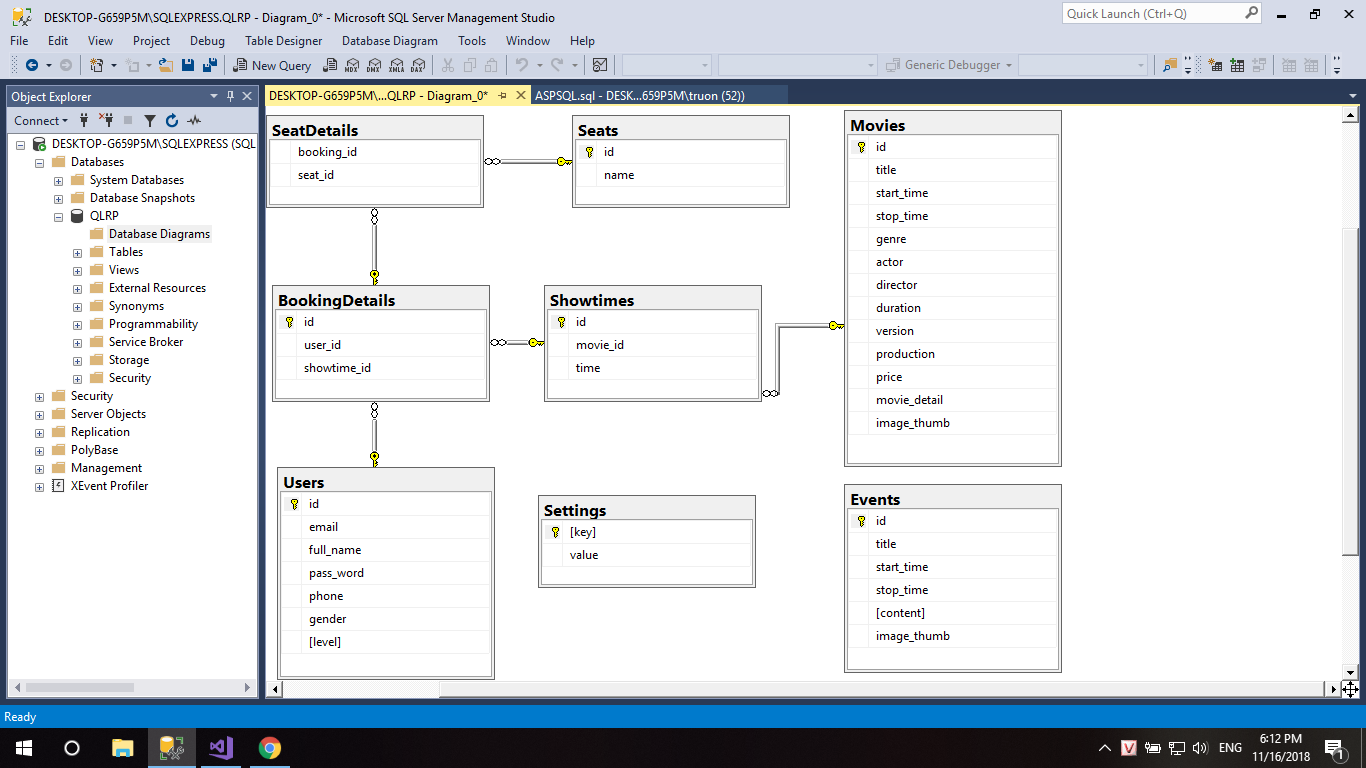 DESKTOP-G659P5M\SQLEXPRESS.QLRP - Diagram_0* - Microsoft SQL Server Management Studio
Quick Launch (Ctrl+Q)
File Edit View Project Debug Table Designer Database Diagram Tools Window Help
New Query
MDX DMX XMLA DAX
Generic Debugger
Object Explorer
DESKTOP-G659P5M\...QLRP - Diagram_0*
ASPSQL.sql - DESK...659P5M\truon (52))
Connect
DESKTOP-G659P5M\SQLEXPRESS (SQL
Databases
System Databases
Database Snapshots
QLRP
Database Diagrams
Tables
Views
External Resources
Synonyms
Programmability
Service Broker
Storage
Security
Security
Server Objects
Replication
PolyBase
Management
XEvent Profiler
SeatDetails
booking_id
seat_id
Seats
id
name
Movies
id
title
start_time
stop_time
genre
actor
director
duration
version
production
price
movie_detail
image_thumb
BookingDetails
id
user_id
showtime_id
Showtimes
id
movie_id
time
Users
id
email
full_name
pass_word
phone
gender
[level]
Settings
[key]
value
Events
id
title
start_time
stop_time
[content]
image_thumb
Ready
V
ENG
6:12 PM
11/16/2018
1